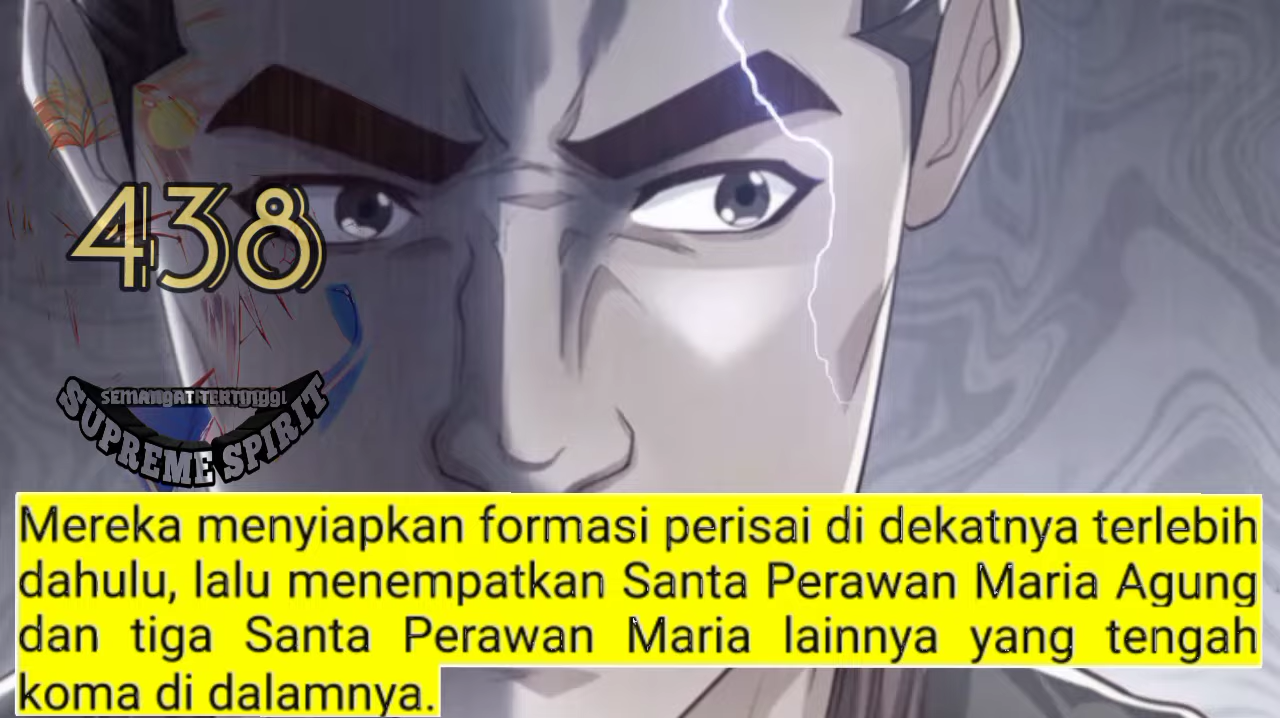 438
SEMANGAT TERTINGGI
SUPREME SPIRIT
Mereka menyiapkan formasi perisai di dekatnya terlebih
dahulu, lalu menempatkan Santa Perawan Maria Agung
dan tiga Santa Perawan Maria lainnya yang tengah
koma di dalamnya.